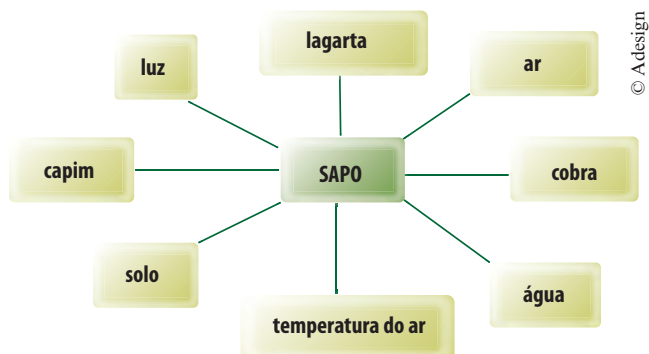 lagarta
luz
ar
© Adesign
capim
SAPO
cobra
solo
água
temperatura do ar